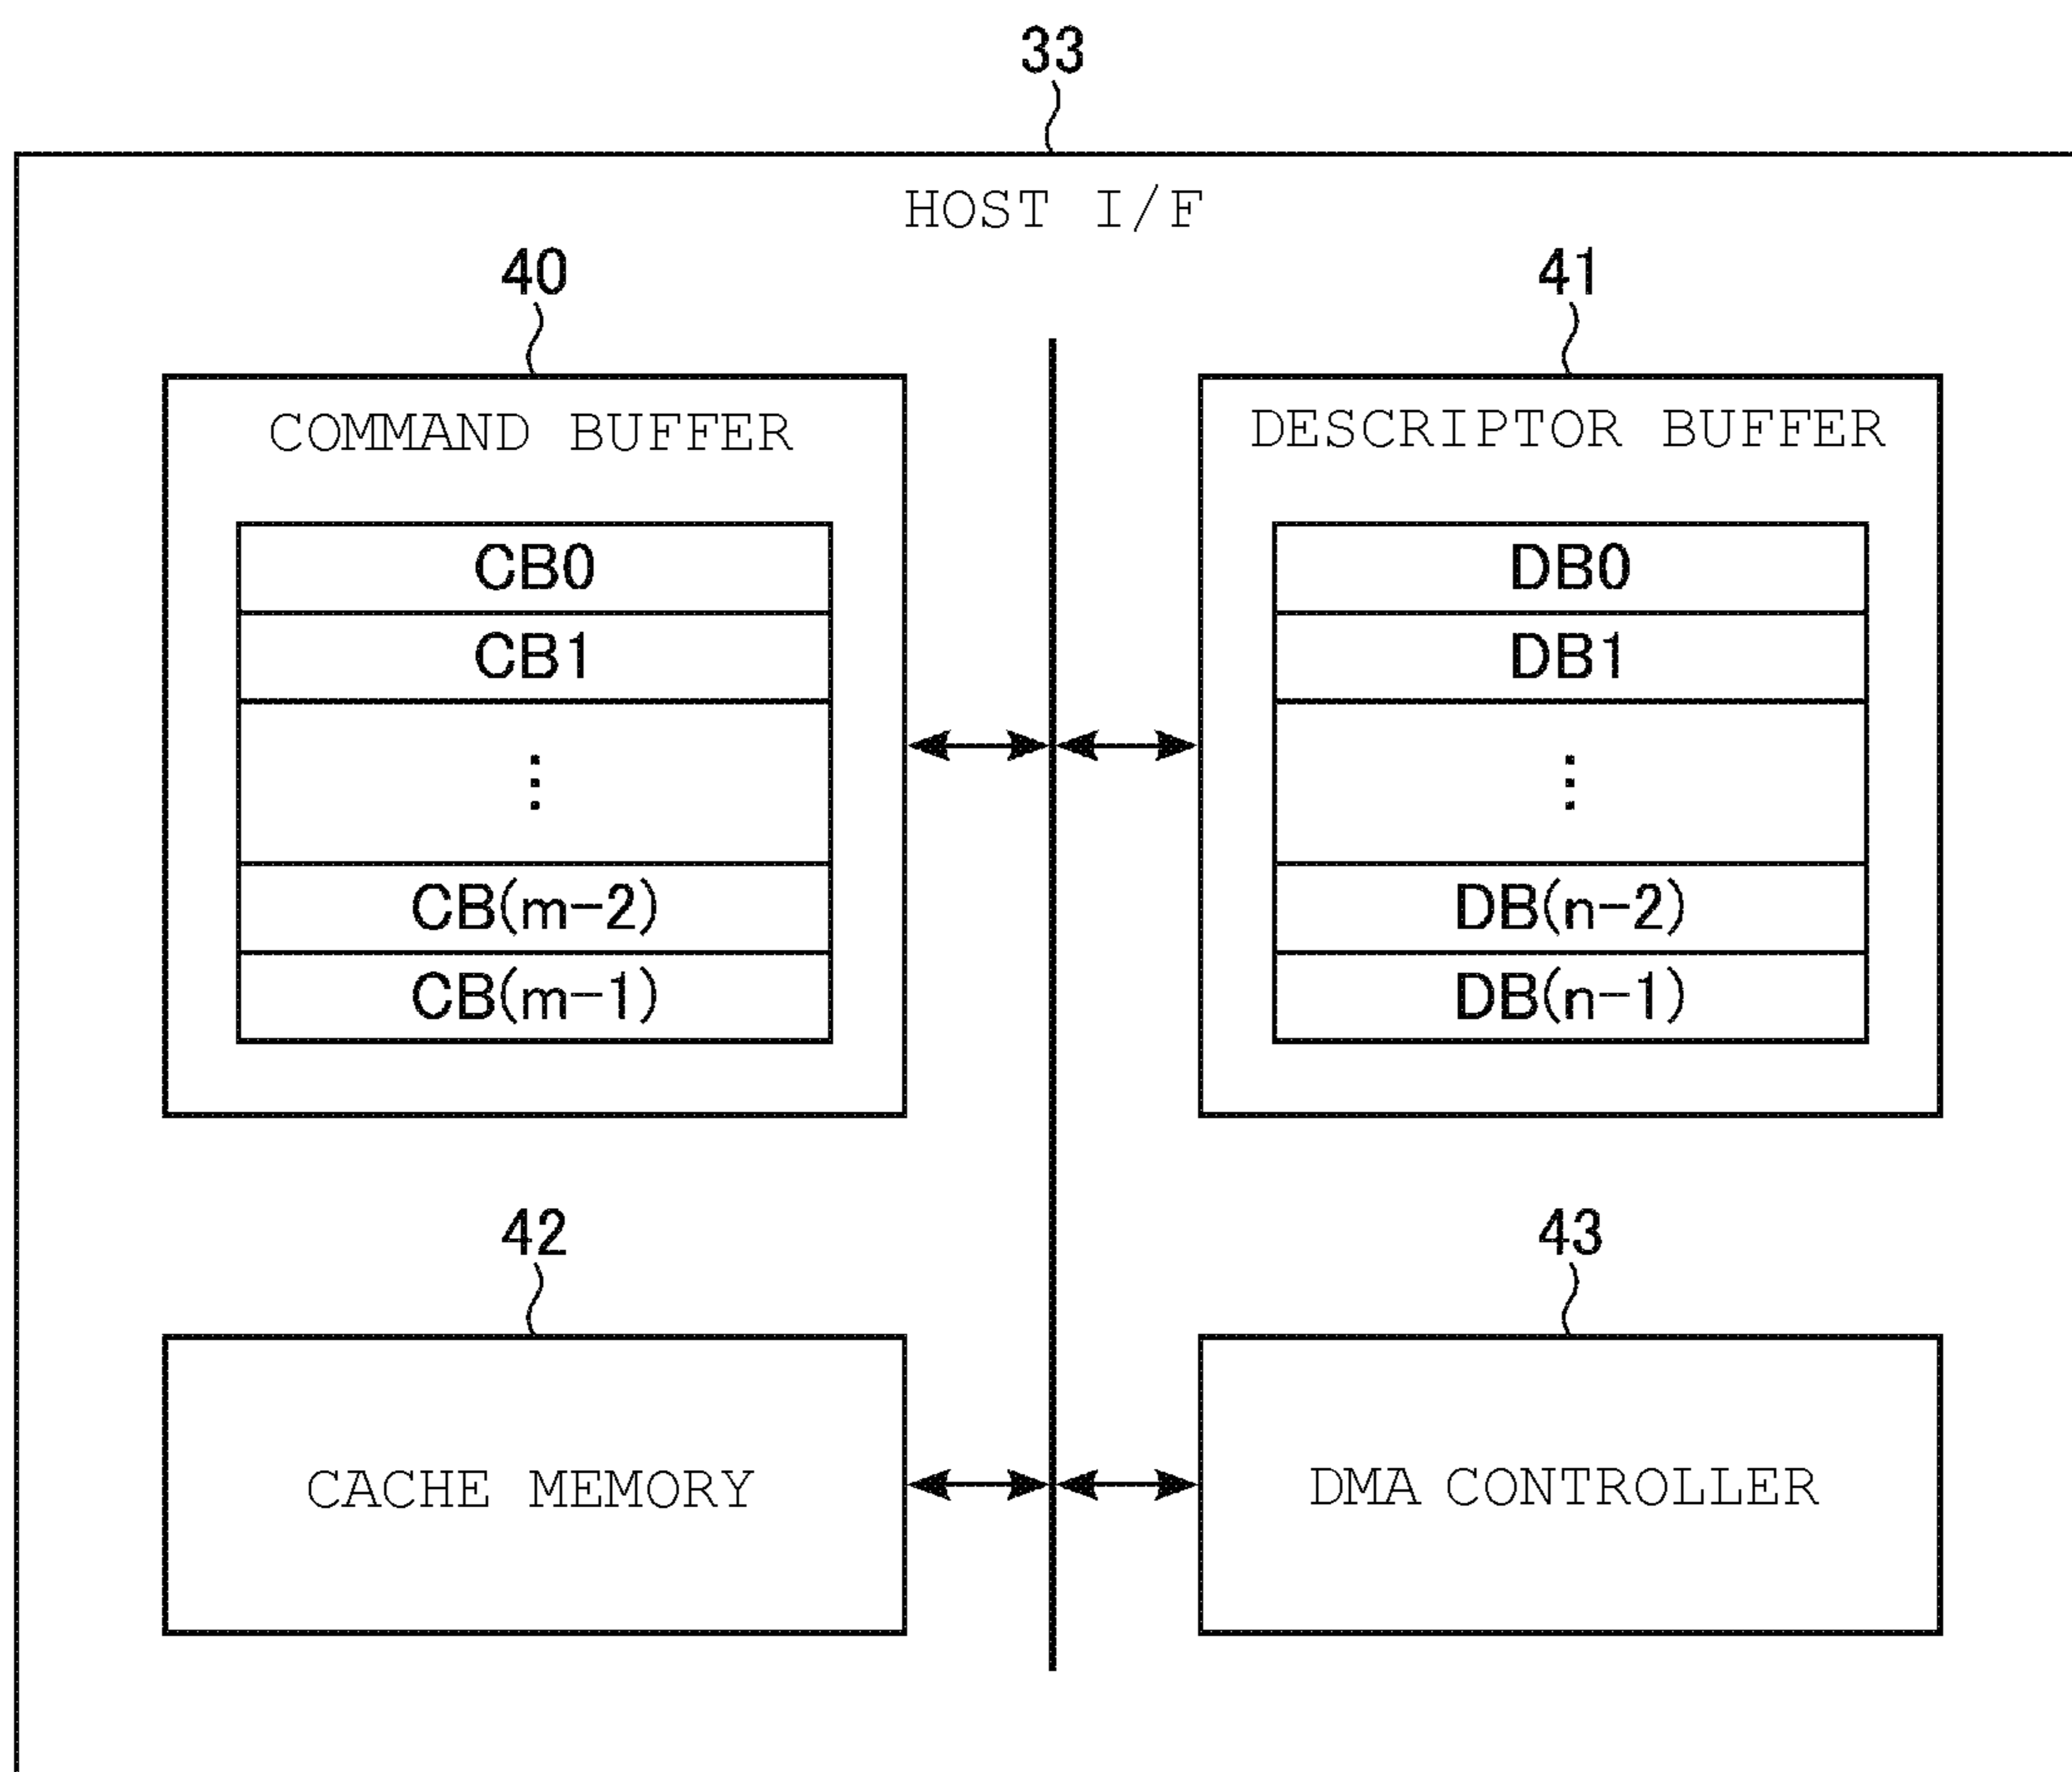 33
HOST I/F
40
COMMAND BUFFER
CB0
CB1
⋮
CB(m-2)
CB(m-1)
41
DESCRIPTOR BUFFER
DB0
DB1
⋮
DB(n-2)
DB(n-1)
42
CACHE MEMORY
43
DMA CONTROLLER